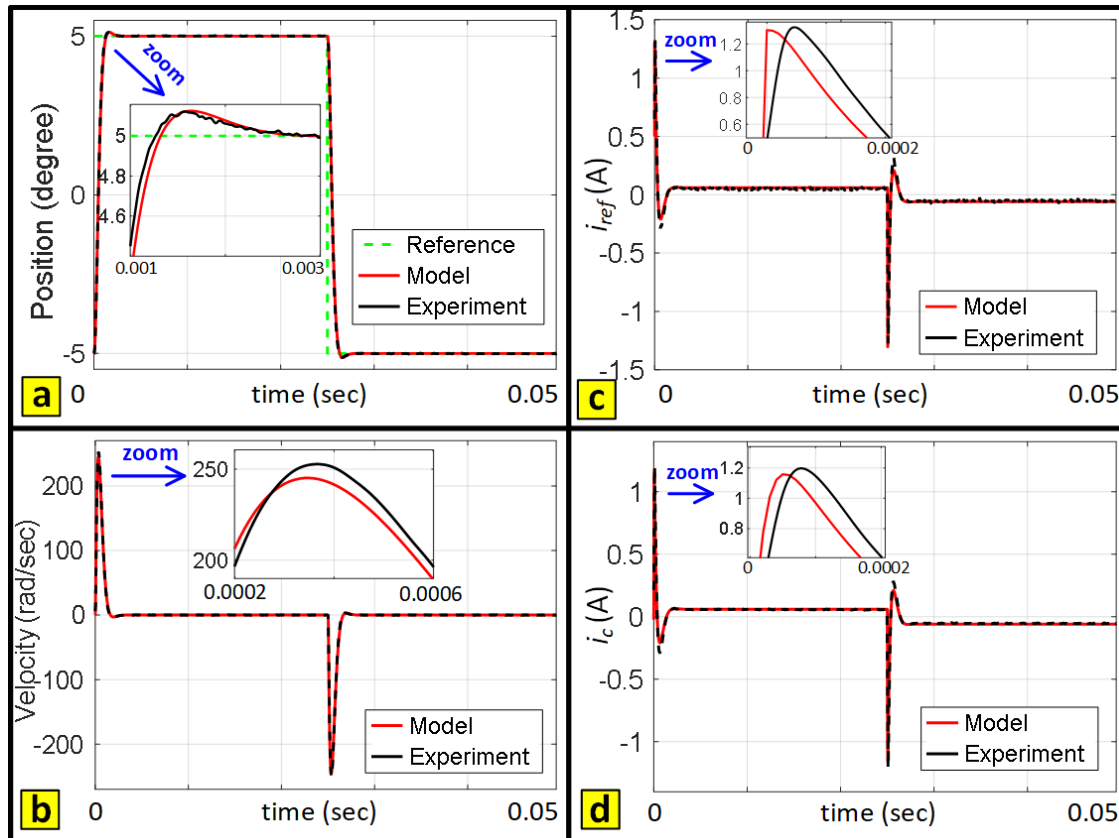 5
0
-5
Position (degree)
zoom
5
4.8
4.6
0.001
0.003
Reference
Model
Experiment
a
0
time (sec)
0.05
1.5
1
0.5
0
-0.5
-1
-1.5
i_ref (A)
zoom
1.2
1
0.8
0.6
0
0.0002
Model
Experiment
c
0
time (sec)
0.05
200
100
0
-100
-200
Velocity (rad/sec)
zoom
250
200
0.0002
0.0006
Model
Experiment
b
0
time (sec)
0.05
1
0.5
0
-0.5
-1
i_c (A)
zoom
1.2
1
0.8
0
0.0002
Model
Experiment
d
0
time (sec)
0.05